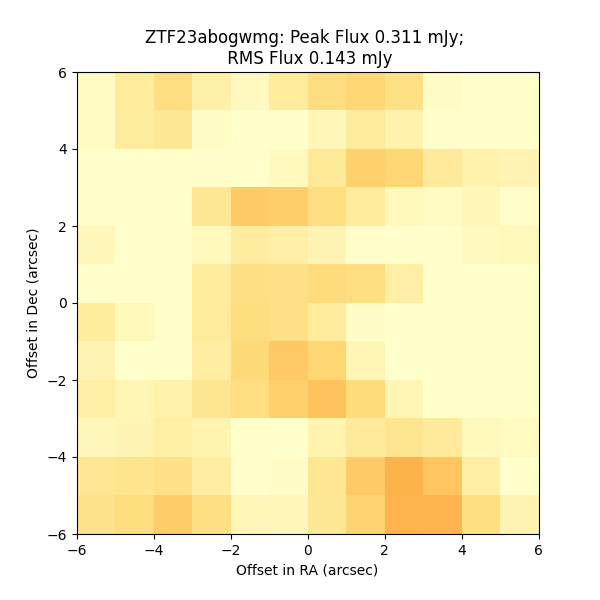 ZTF23abogwmg: Peak Flux 0.311 mJy;
RMS Flux 0.143 mJy
6
4
2
0
−2
−4
−6
Offset in Dec (arcsec)
−6 −4 −2 0 2 4 6
Offset in RA (arcsec)